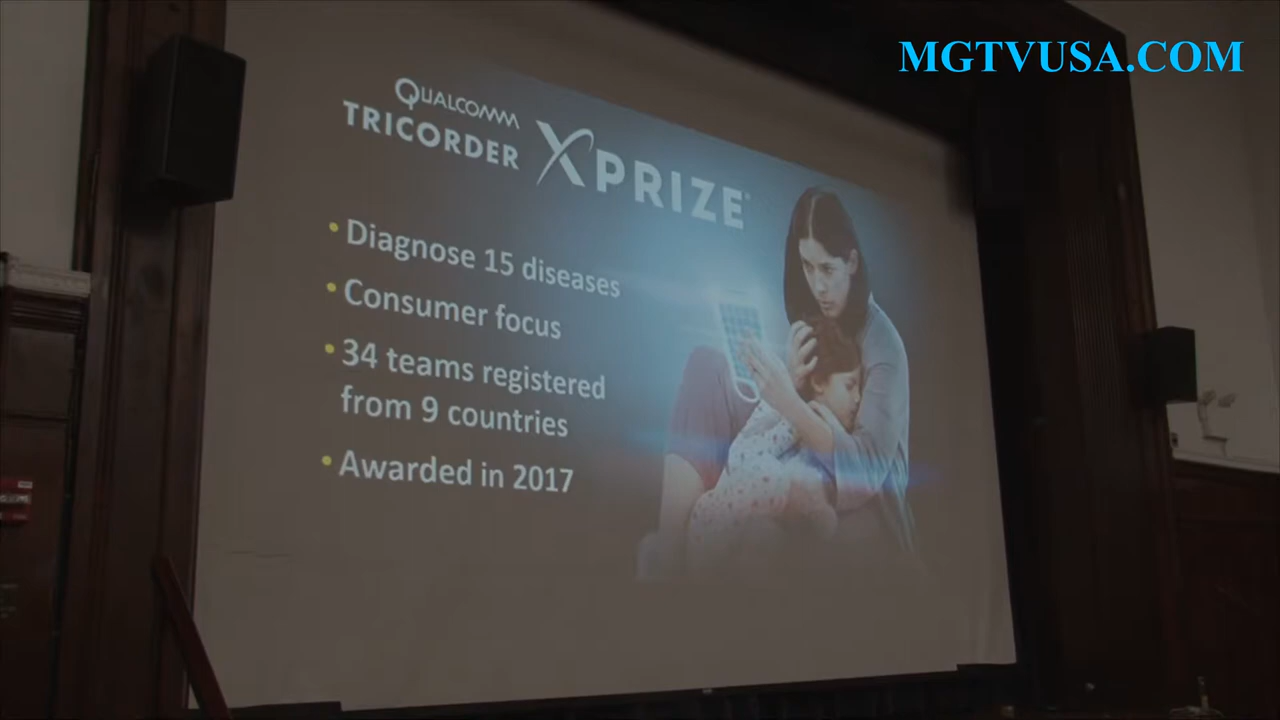 MGTVUSA.COM
QUALCOMM
TRICORDER XPRIZE
• Diagnose 15 diseases
• Consumer focus
• 34 teams registered
from 9 countries
• Awarded in 2017